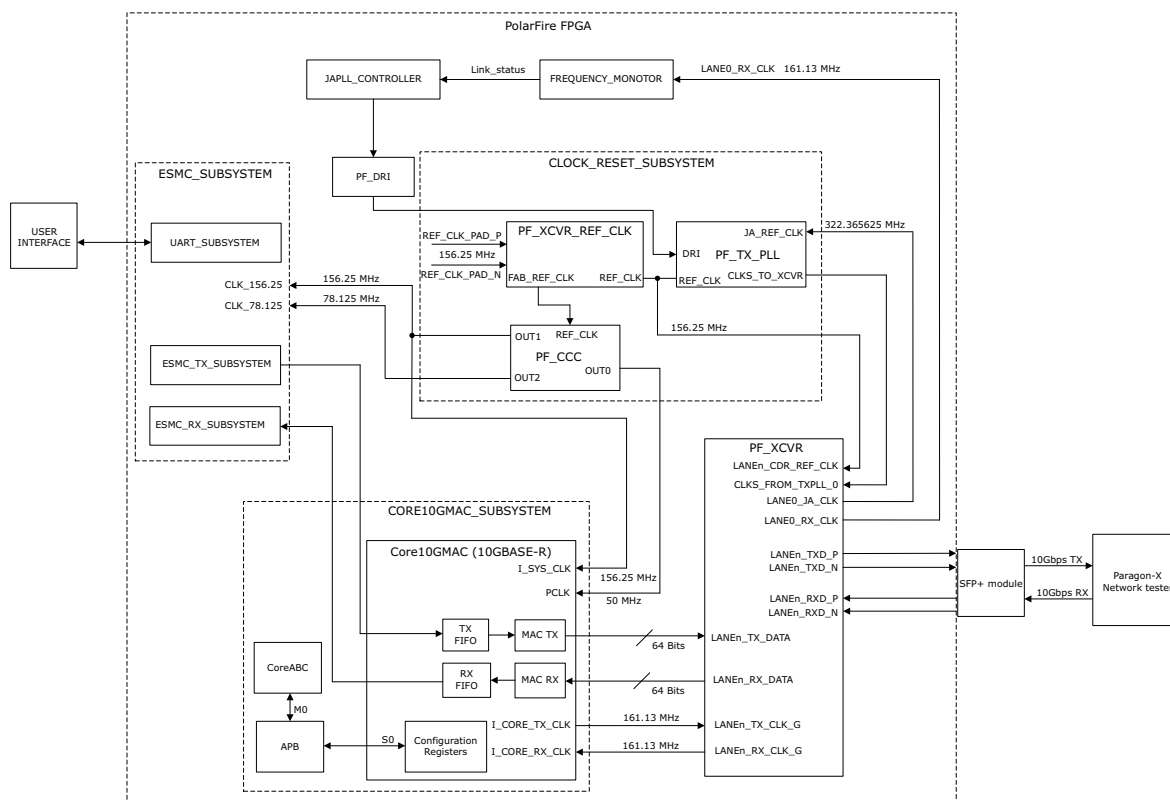 PolarFire FPGA
JAPLL_CONTROLLER
Link_status
FREQUENCY_MONOTOR
LANE0_RX_CLK 161.13 MHz
PF_DRI
CLOCK_RESET_SUBSYSTEM
ESMC_SUBSYSTEM
USER
INTERFACE
UART_SUBSYSTEM
CLK_156.25
156.25 MHz
CLK_78.125
78.125 MHz
ESMC_TX_SUBSYSTEM
ESMC_RX_SUBSYSTEM
REF_CLK_PAD_P
156.25 MHz
REF_CLK_PAD_N
PF_XCVR_REF_CLK
FAB_REF_CLK
REF_CLK
JA_REF_CLK
PF_TX_PLL
DRI
CLKS_TO_XCVR
REF_CLK
322.365625 MHz
156.25 MHz
OUT1
REF_CLK
PF_CCC
OUT0
OUT2
PF_XCVR
LANEn_CDR_REF_CLK
CLKS_FROM_TXPLL_0
LANE0_JA_CLK
LANE0_RX_CLK
LANEn_TXD_P
LANEn_TXD_N
LANEn_RXD_P
LANEn_RXD_N
LANEn_TX_DATA
LANEn_RX_DATA
LANEn_TX_CLK_G
LANEn_RX_CLK_G
SFP+ module
10Gbps TX
10Gbps RX
Paragon-X
Network tester
CORE10GMAC_SUBSYSTEM
Core10GMAC (10GBASE-R)
I_SYS_CLK
156.25 MHz
PCLK
50 MHz
TX
FIFO
MAC TX
64 Bits
RX
FIFO
MAC RX
64 Bits
CoreABC
M0
APB
S0
Configuration
Registers
I_CORE_TX_CLK
161.13 MHz
I_CORE_RX_CLK
161.13 MHz